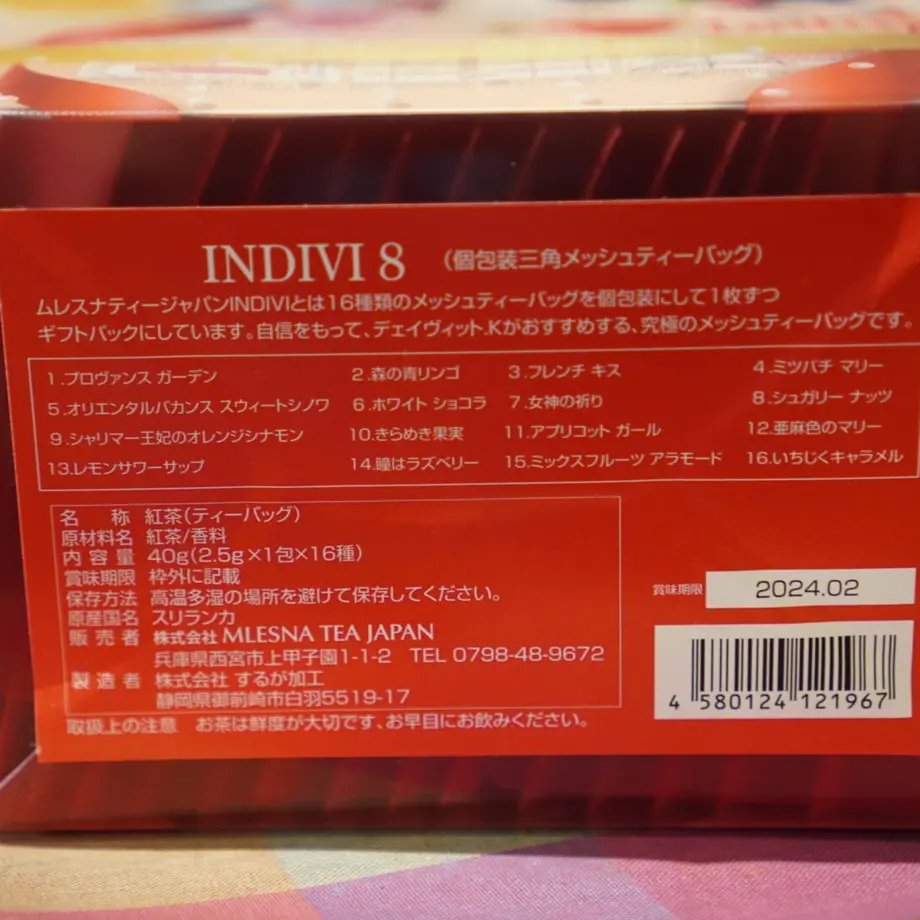 INDIVI 8 （個包装三角メッシュティーバッグ）
ムレスナティージャパンINDIVIとは16種類のメッシュティーバッグを個包装にして1枚ずつ
ギフトパックにしています。自信をもって、デェイヴィット.Kがおすすめする、究極のメッシュティーバッグです。
1.プロヴァンス ガーデン 2.森の青リンゴ 3.フレンチ キス 4.ミツバチ マリー
5.オリエンタルバカンス スウィートシノワ 6.ホワイト ショコラ 7.女神の祈り 8.シュガリー ナッツ
9.シャリマー王妃のオレンジシナモン 10.きらめき果実 11.アプリコット ガール 12.亜麻色のマリー
13.レモンサワーサップ 14.瞳はラズベリー 15.ミックスフルーツ アラモード 16.いちじくキャラメル
名 称 紅茶（ティーバッグ）
原材料名 紅茶/香料
内 容 量 40g（2.5g×1包×16種）
賞味期限 枠外に記載
保存方法 高温多湿の場所を避けて保存してください。
原産国名 スリランカ
販 売 者 株式会社 MLESNA TEA JAPAN
兵庫県西宮市上甲子園1-1-2 TEL 0798-48-9672
製 造 者 株式会社 するが加工
静岡県御前崎市白羽5519-17
取扱上の注意 お茶は鮮度が大切です、お早目にお飲みください。
賞味期限 2024.02
4 580124 121967